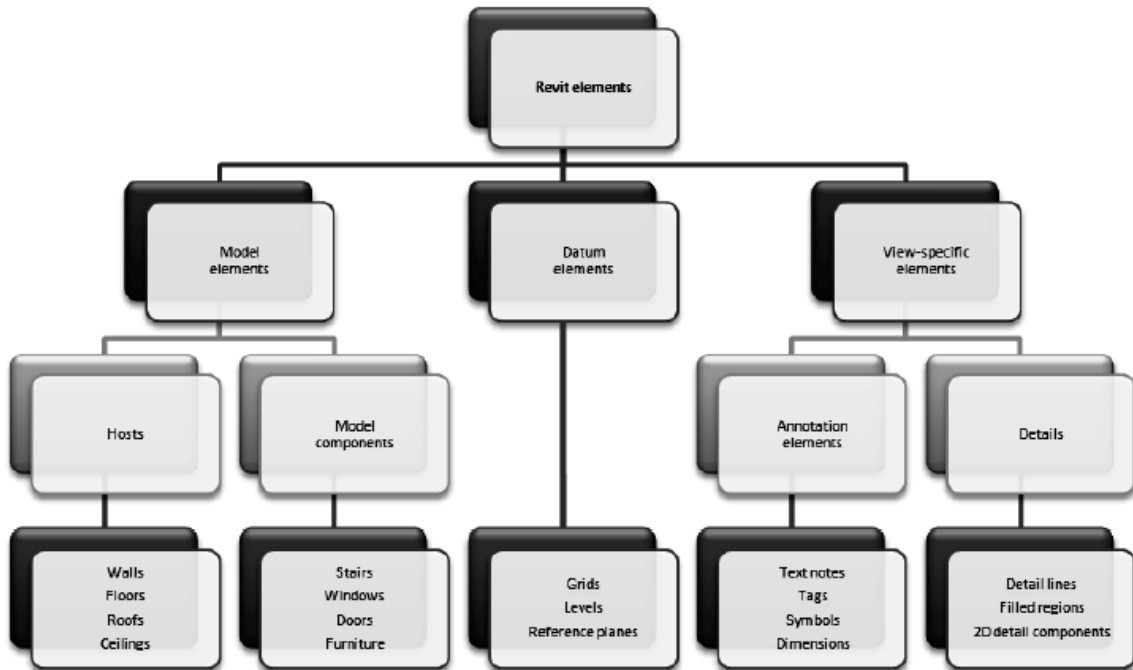 Revit elements
Model
elements
Datum
elements
View-specific
elements
Hosts
Model
components
Annotation
elements
Details
Walls
Floors
Roofs
Ceilings
Stairs
Windows
Doors
Furniture
Grids
Levels
Reference planes
Text notes
Tags
Symbols
Dimensions
Detail lines
Filled regions
2D detail components